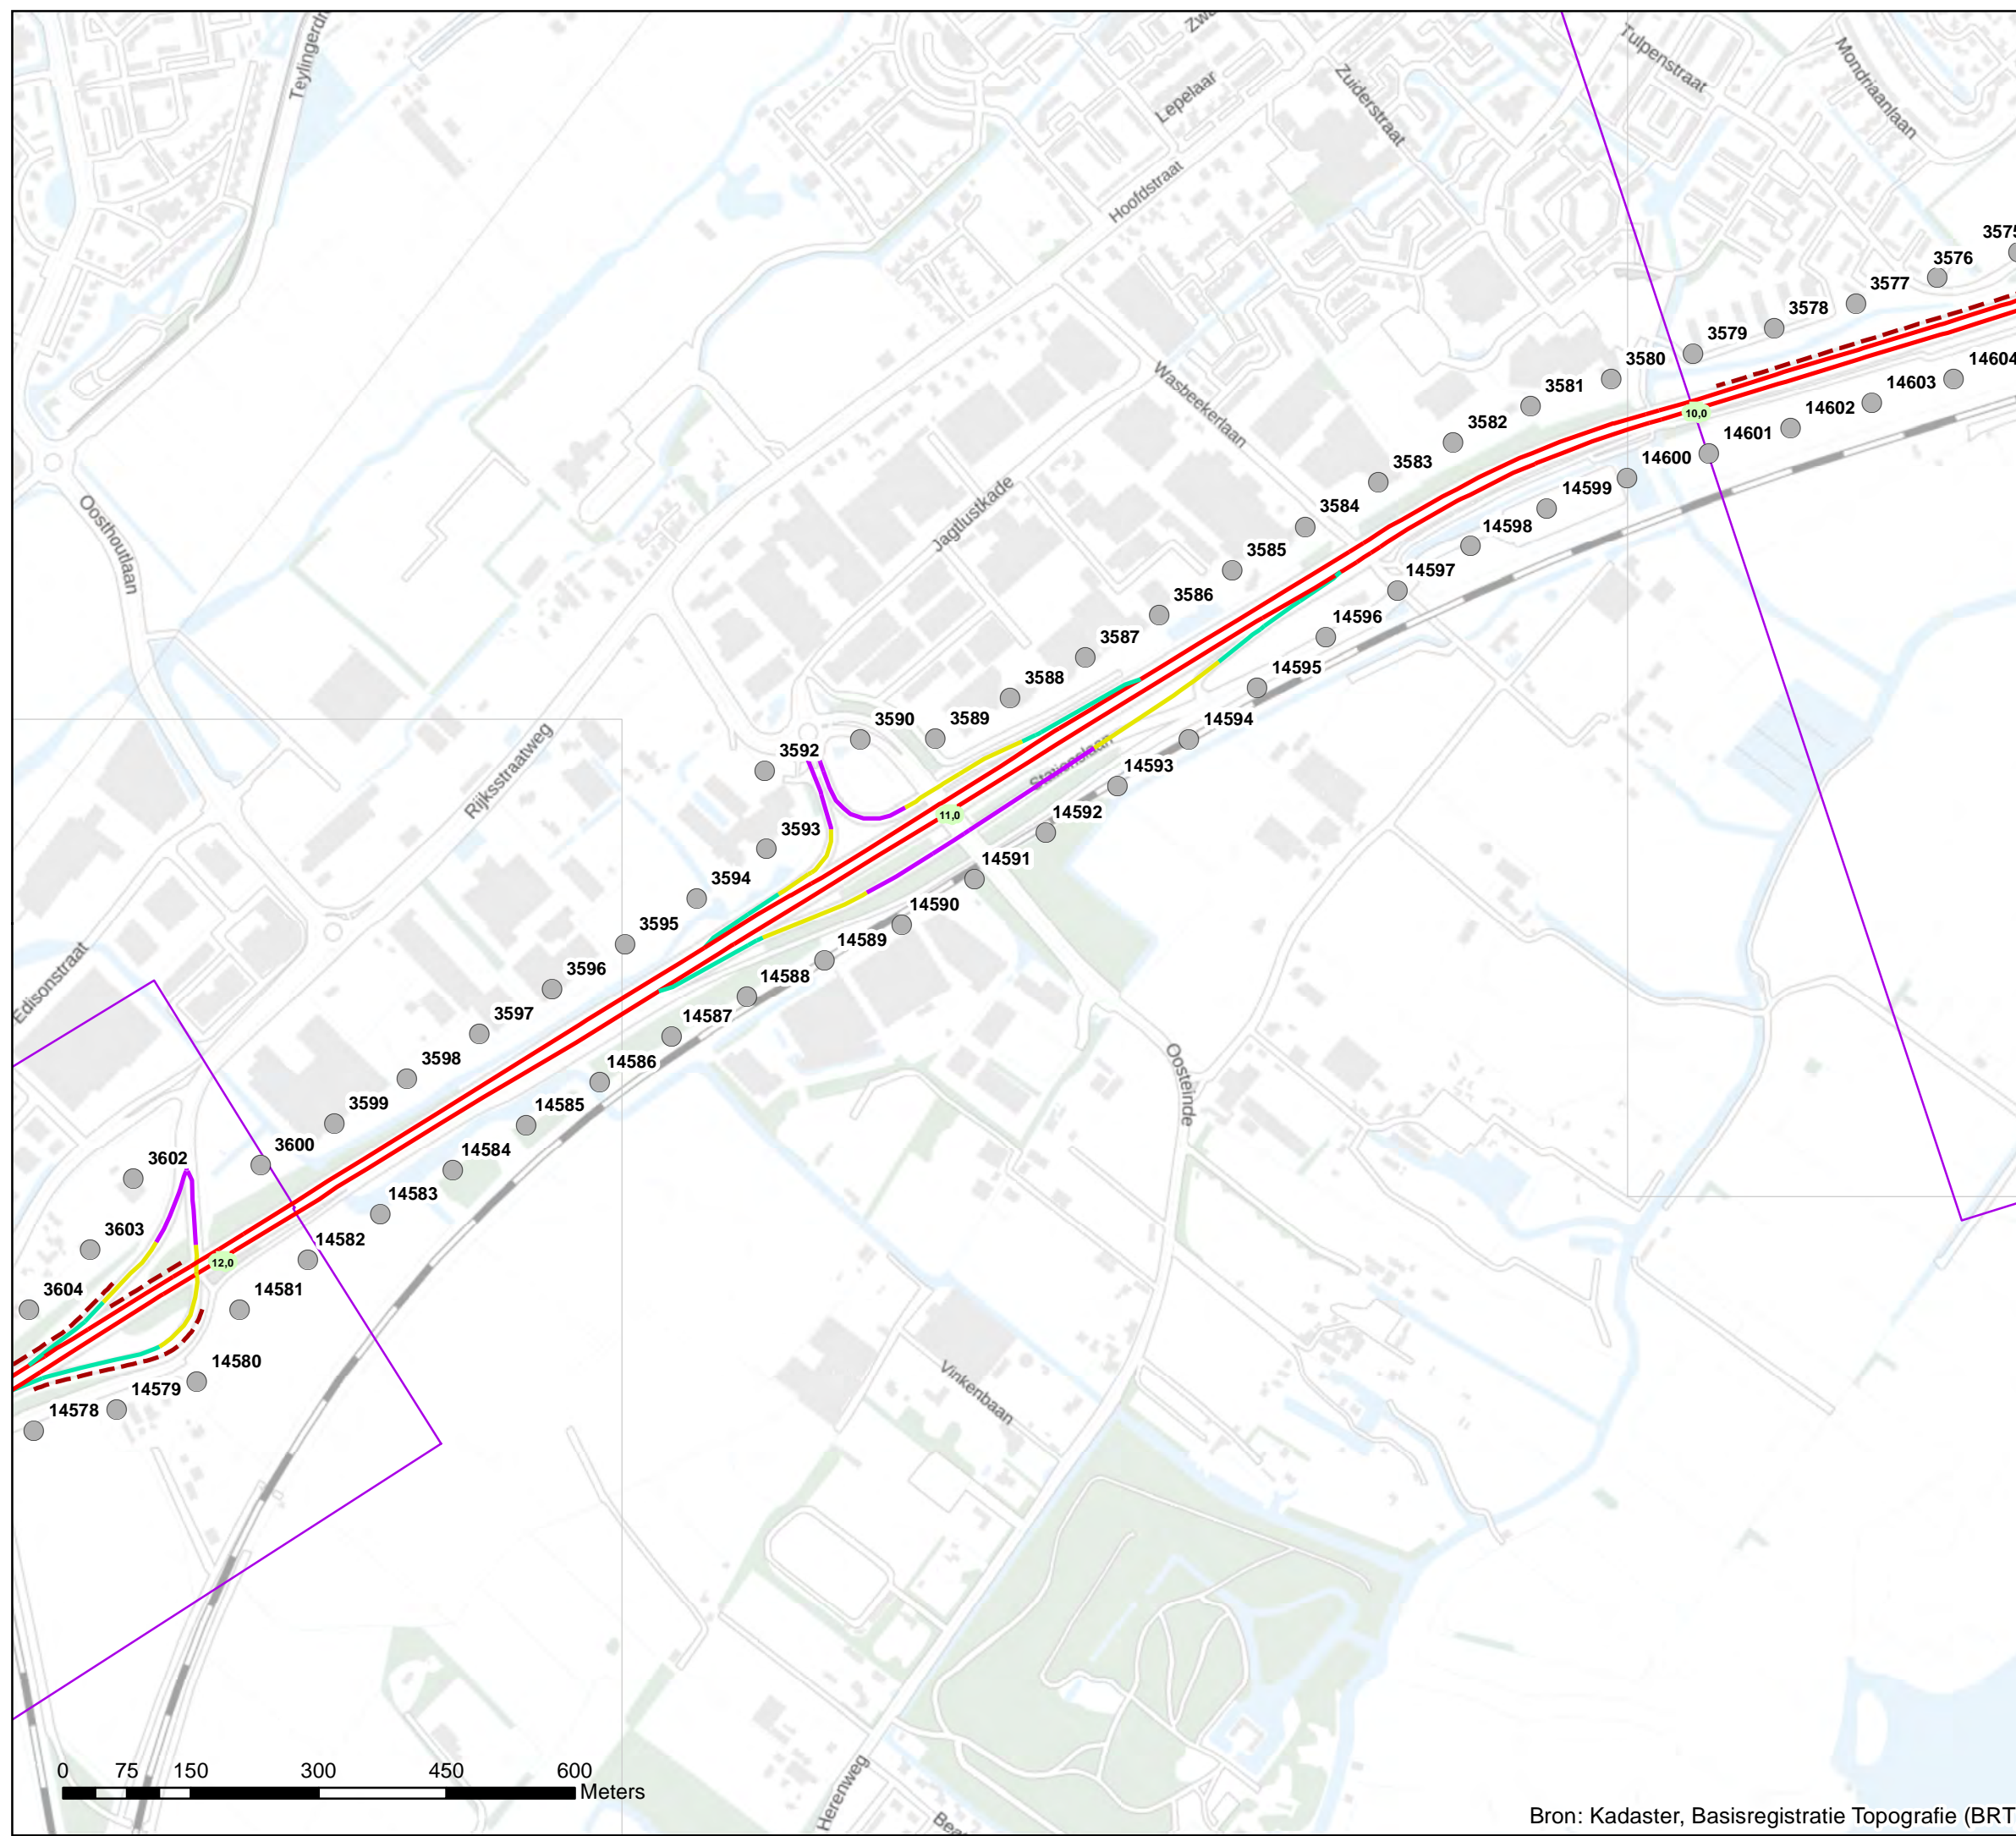 Teylingerdr
Zwa
Lepelaar
Zuiderstraat
Tulpenstraat
Mondriaanlaan
Hoofdstraat
3575
3576
3577
3578
3579
3580
3581
3582
3583
3584
3585
3586
3587
3588
3589
3590
3592
3593
3594
3595
3596
3597
3598
3599
3600
3602
3603
3604
14604
14603
14602
14601
14600
14599
14598
14597
14596
14595
14594
14593
14592
14591
14590
14589
14588
14587
14586
14585
14584
14583
14582
14581
14580
14579
14578
10,0
11,0
12,0
Wasbeekerlaan
Jagtlustkade
Oosthoutlaan
Rijksstraatweg
Stationslaan
Edisonstraat
Oosteinde
Vinkenbaan
Herenweg
Beat
0 75 150 300 450 600
Meters
Bron: Kadaster, Basisregistratie Topografie (BRT